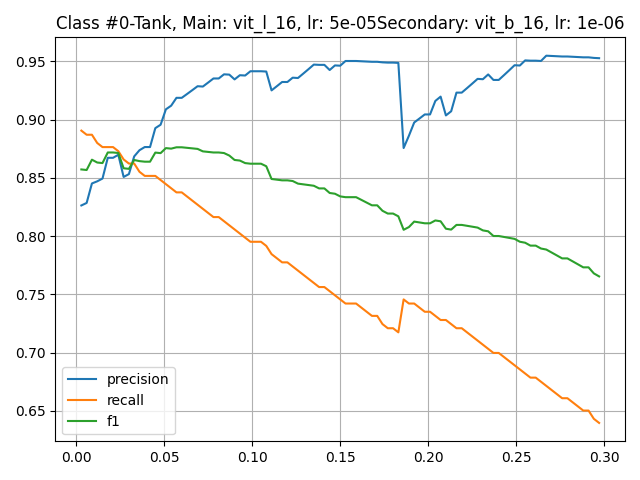 Class #0-Tank, Main: vit_l_16, lr: 5e-05Secondary: vit_b_16, lr: 1e-06
0.95
0.90
0.85
0.80
0.75
0.70
0.65
precision
recall
f1
0.00 0.05 0.10 0.15 0.20 0.25 0.30